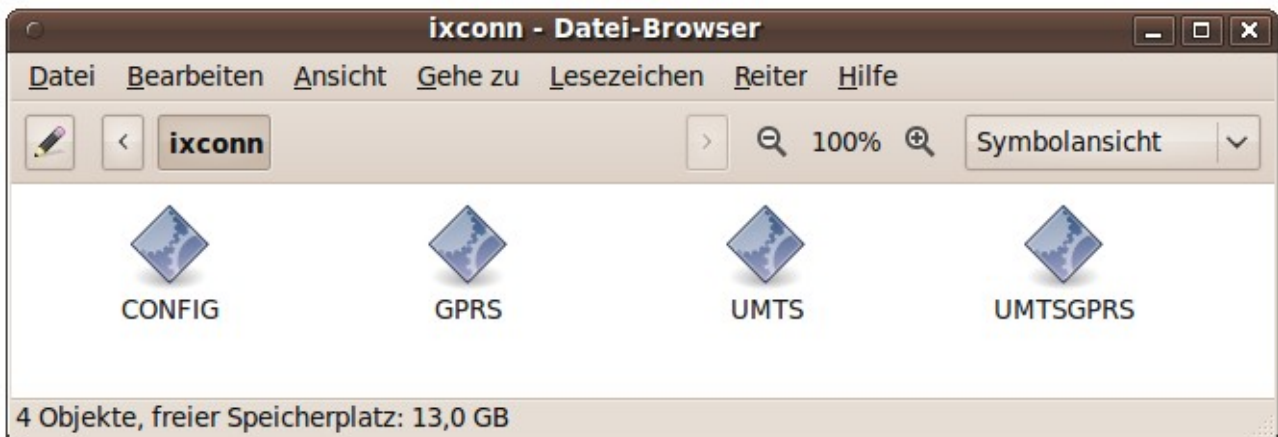 ixconn - Datei-Browser
Datei Bearbeiten Ansicht Gehe zu Lesezeichen Reiter Hilfe
ixconn 100% Symbolansicht
CONFIG GPRS UMTS UMTSGPRS
4 Objekte, freier Speicherplatz: 13,0 GB